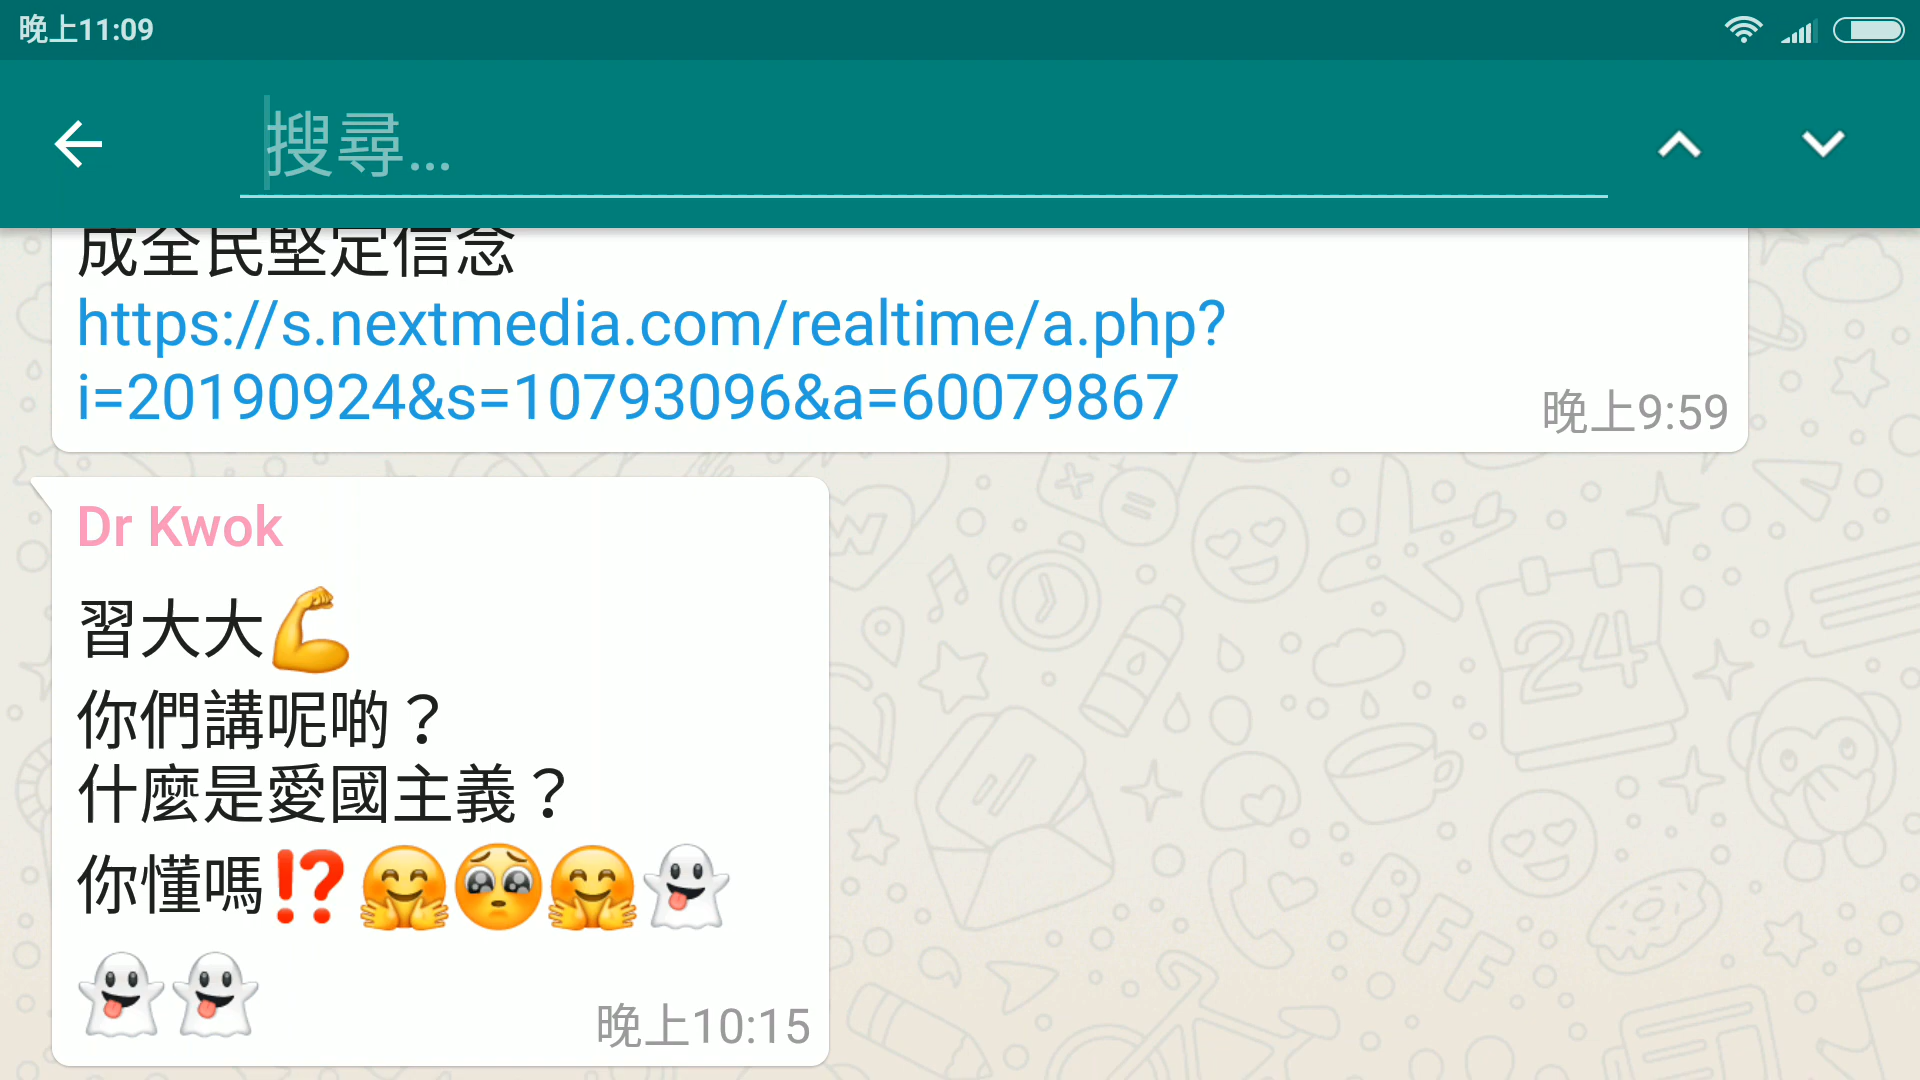 晚上11:09
搜尋...
成全民堅定信念
https://s.nextmedia.com/realtime/a.php?
i=20190924&s=10793096&a=60079867
晚上9:59
Dr Kwok
習大大💪
你們講呢啲？
什麼是愛國主義？
你懂嗎⁉️🤗🥺🤗👻
👻👻
晚上10:15